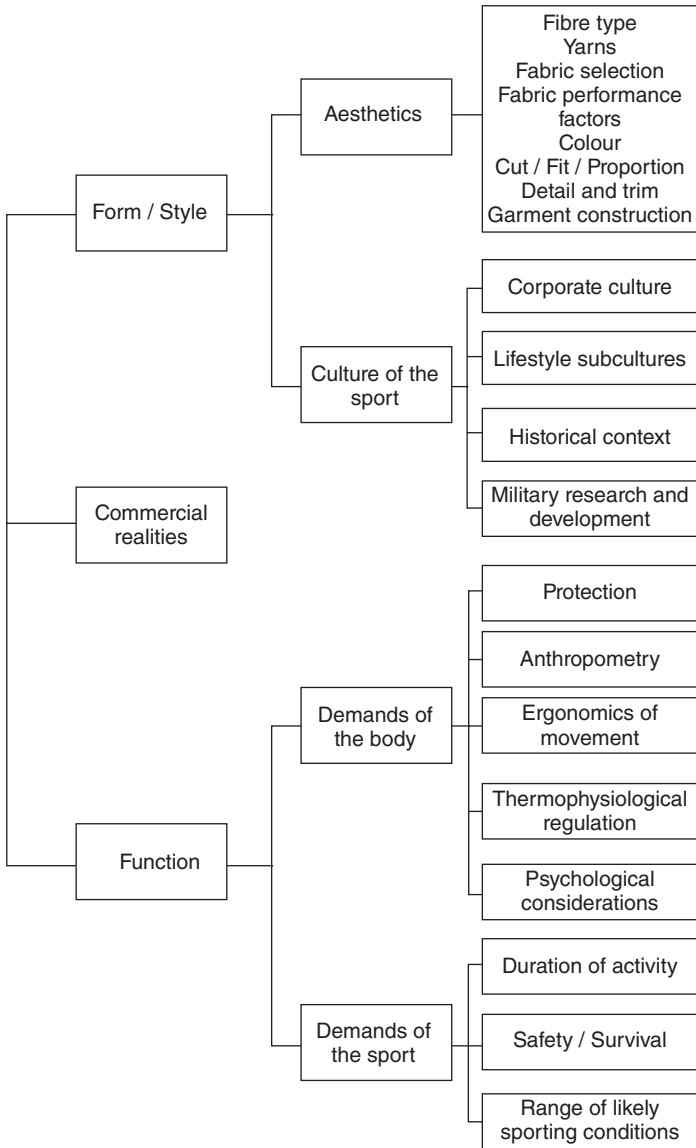 Form / Style
Aesthetics
Fibre type
Yarns
Fabric selection
Fabric performance
factors
Colour
Cut / Fit / Proportion
Detail and trim
Garment construction
Culture of the
sport
Corporate culture
Lifestyle subcultures
Historical context
Military research and
development
Commercial
realities
Function
Demands of
the body
Protection
Anthropometry
Ergonomics of
movement
Thermophysiological
regulation
Psychological
considerations
Demands of
the sport
Duration of activity
Safety / Survival
Range of likely
sporting conditions